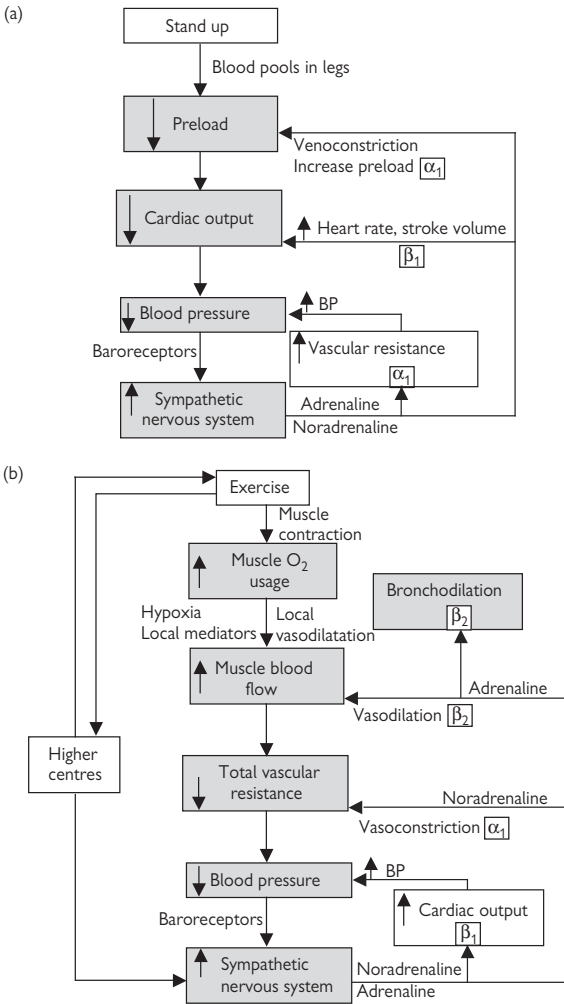 (a)
Stand up
Blood pools in legs
Preload
Venoconstriction
Increase preload α₁
Cardiac output
Heart rate, stroke volume
β₁
BP
Blood pressure
Vascular resistance
α₁
Baroreceptors
Sympathetic
nervous system
Adrenaline
Noradrenaline
(b)
Exercise
Muscle
contraction
Muscle O₂
usage
Bronchodilation
β₂
Hypoxia
Local mediators
Local
vasodilatation
Muscle blood
flow
Adrenaline
Vasodilation β₂
Higher
centres
Total vascular
resistance
Noradrenaline
Vasoconstriction α₁
BP
Blood pressure
Cardiac output
β₁
Baroreceptors
Sympathetic
nervous system
Noradrenaline
Adrenaline